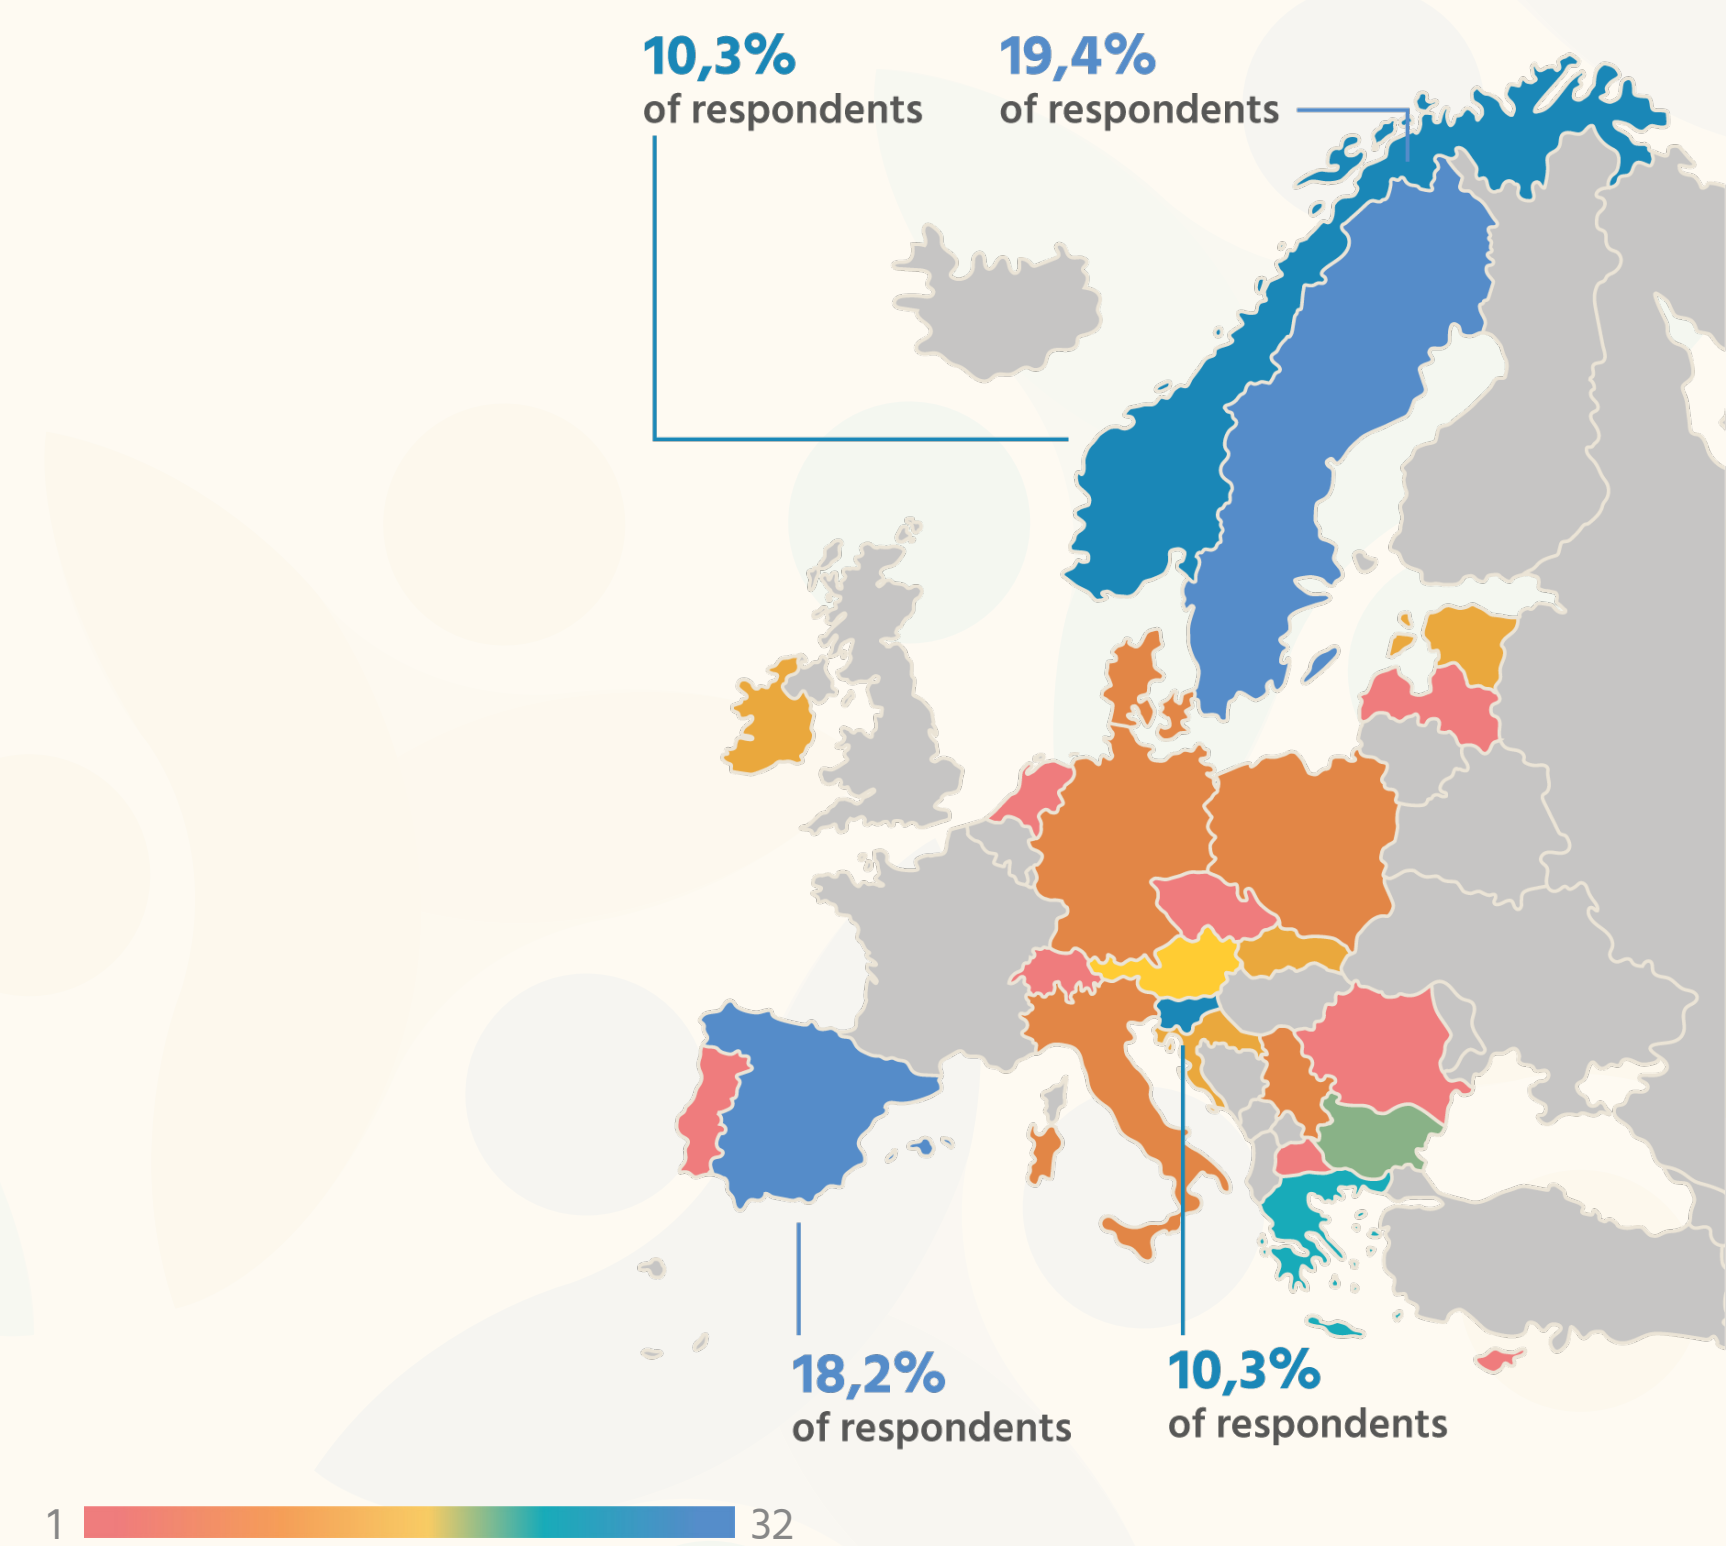 10,3%
of respondents
19,4%
of respondents
18,2%
of respondents
10,3%
of respondents
1
32